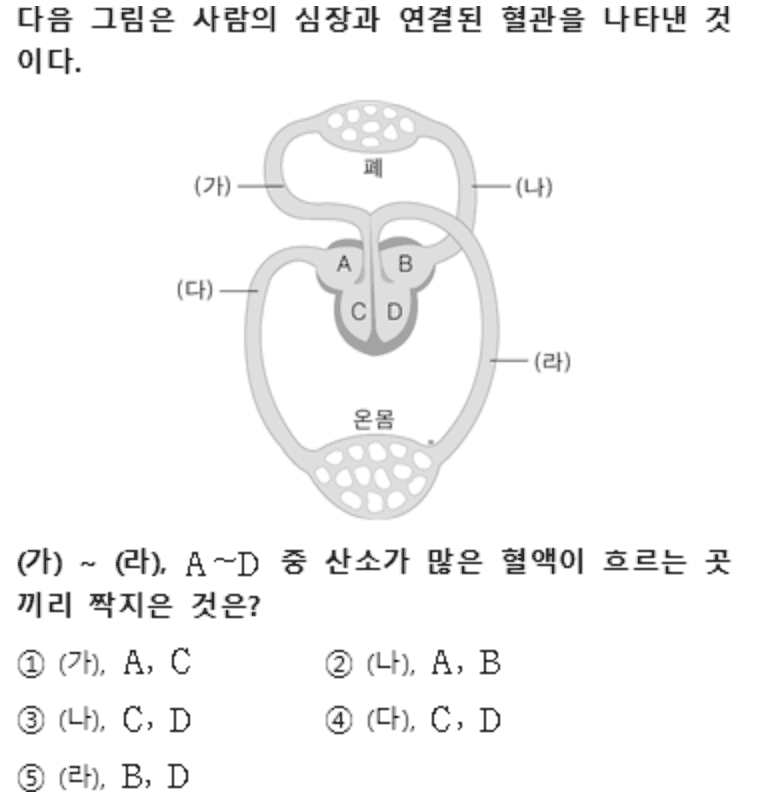 다음 그림은 사람의 심장과 연결된 혈관을 나타낸 것
이다.
폐
(가)
(나)
A
B
(다)
C
D
(라)
온몸
(가) ~ (라), A~D 중 산소가 많은 혈액이 흐르는 곳
끼리 짝지은 것은?
① (가), A, C
② (나), A, B
③ (나), C, D
④ (다), C, D
⑤ (라), B, D